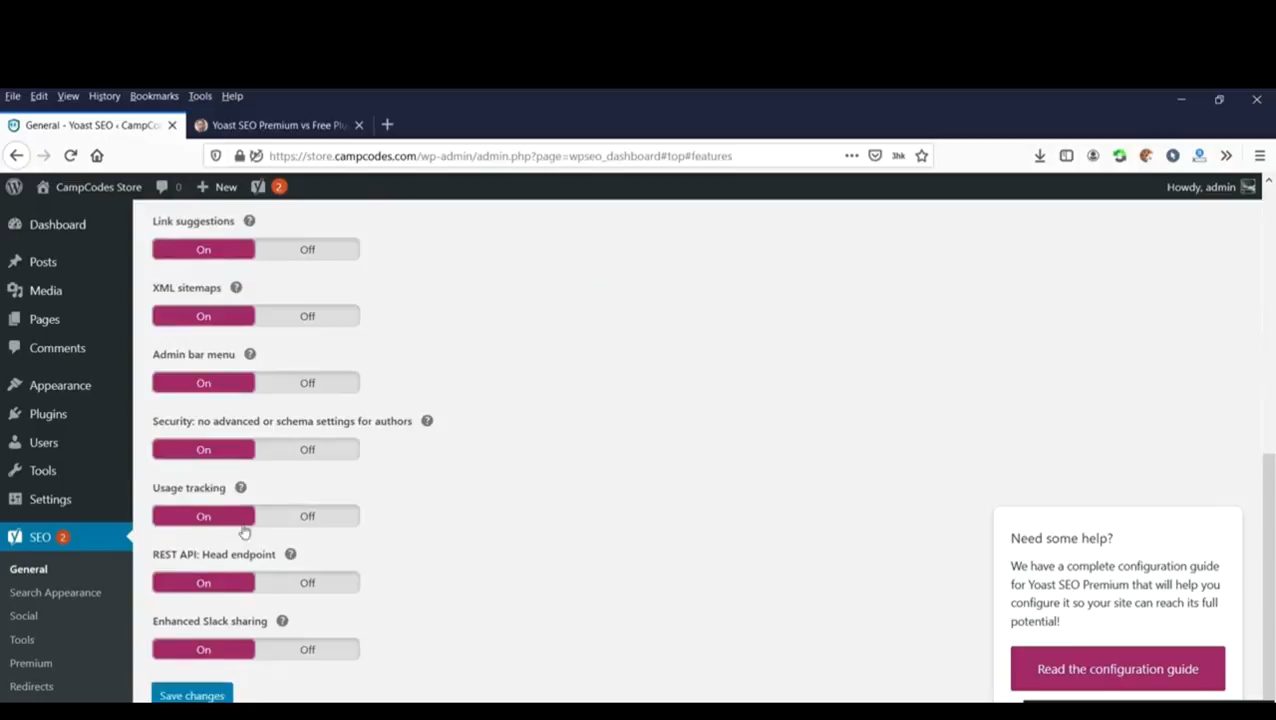 File Edit View History Bookmarks Tools Help
General - Yoast SEO ‹ CampCo
Yoast SEO Premium vs Free Plu
https://store.campcodes.com/wp-admin/admin.php?page=wpseo_dashboard#top#features
CampCodes Store 0 New 2 Howdy, admin
Dashboard
Posts
Media
Pages
Comments
Appearance
Plugins
Users
Tools
Settings
SEO 2
General
Search Appearance
Social
Tools
Premium
Redirects
Link suggestions
On Off
XML sitemaps
On Off
Admin bar menu
On Off
Security: no advanced or schema settings for authors
On Off
Usage tracking
On Off
REST API: Head endpoint
On Off
Enhanced Slack sharing
On Off
Save changes
Need some help?
We have a complete configuration guide
for Yoast SEO Premium that will help you
configure it so your site can reach its full
potential!
Read the configuration guide